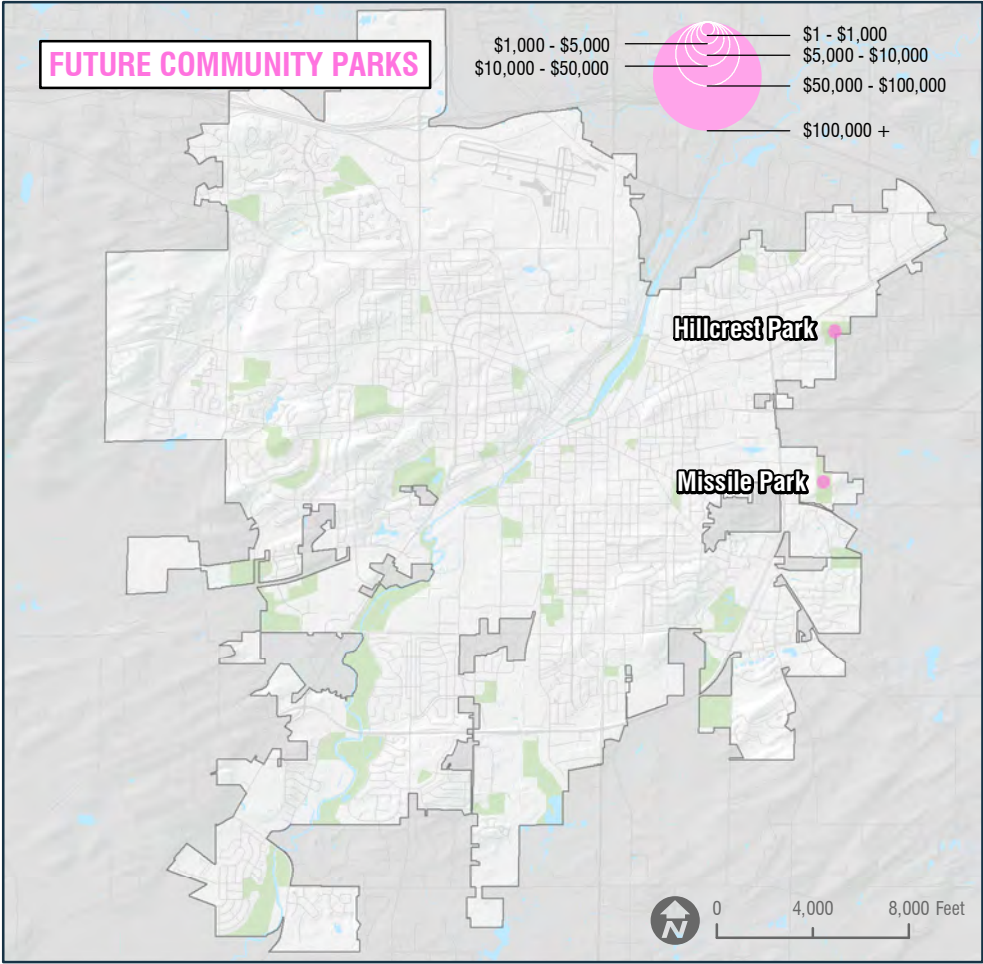 FUTURE COMMUNITY PARKS
$1 - $1,000
$1,000 - $5,000
$5,000 - $10,000
$10,000 - $50,000
$50,000 - $100,000
$100,000 +
Hillcrest Park
Missile Park
N
0 4,000 8,000 Feet